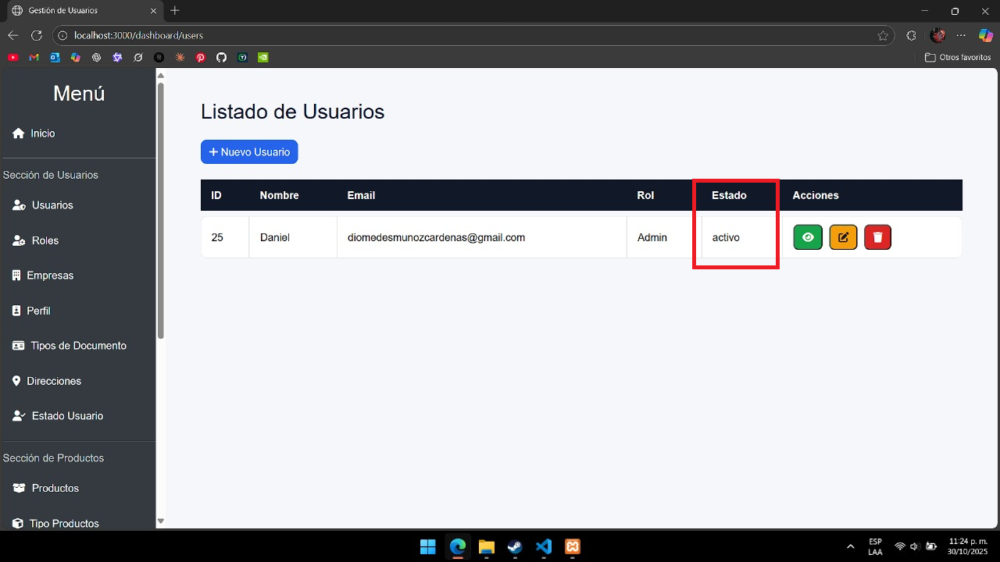 Gestión de Usuarios
localhost:3000/dashboard/users
Otros favoritos
Menú
Inicio
Sección de Usuarios
Usuarios
Roles
Empresas
Perfil
Tipos de Documento
Direcciones
Estado Usuario
Sección de Productos
Productos
Tipo Productos
Listado de Usuarios
+ Nuevo Usuario
ID Nombre Email Rol Estado Acciones
25 Daniel diomedesmunozcardenas@gmail.com Admin activo
ESP
LAA
11:24 p. m.
30/10/2025